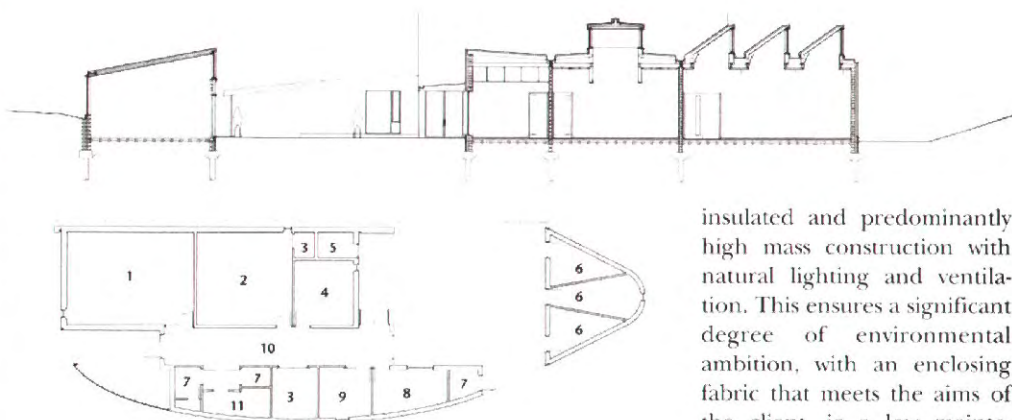 3 5
6
1 2
4
6
6
10
7 7 3 9 8 7
11
insulated and predominantly
high mass construction with
natural lighting and ventila-
tion. This ensures a significant
degree of environmental
ambition, with an enclosing
fabric that meets the aims of
the client,